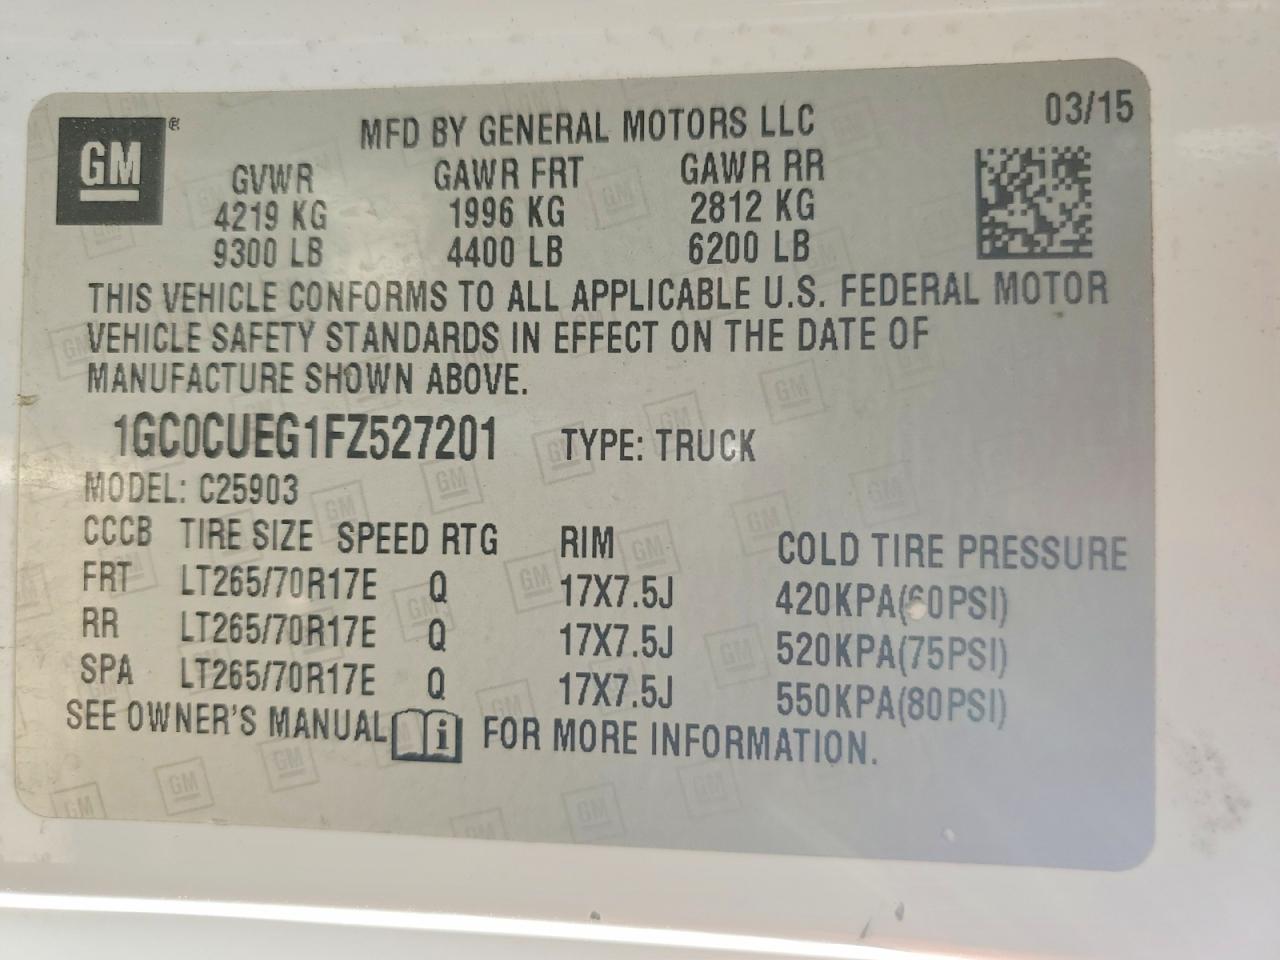 GM ®
MFD BY GENERAL MOTORS LLC 03/15
GVWR GAWR FRT GAWR RR
4219 KG 1996 KG 2812 KG
9300 LB 4400 LB 6200 LB
THIS VEHICLE CONFORMS TO ALL APPLICABLE U.S. FEDERAL MOTOR
VEHICLE SAFETY STANDARDS IN EFFECT ON THE DATE OF
MANUFACTURE SHOWN ABOVE.
1GC0CUEG1FZ527201 TYPE: TRUCK
MODEL: C25903
CCCB TIRE SIZE SPEED RTG RIM COLD TIRE PRESSURE
FRT LT265/70R17E Q 17X7.5J 420KPA(60PSI)
RR LT265/70R17E Q 17X7.5J 520KPA(75PSI)
SPA LT265/70R17E Q 17X7.5J 550KPA(80PSI)
SEE OWNER'S MANUAL i FOR MORE INFORMATION.